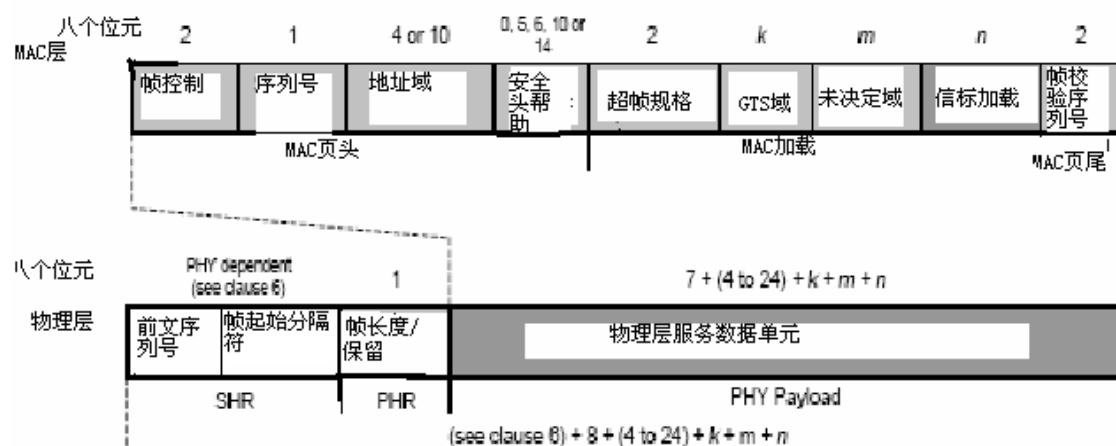 八个位元 2 1 4 or 10 0, 5, 6, 10 or 14 2 k m n 2
MAC层
帧控制 序列号 地址域 安全头帮助 : 超帧规格 GTS域 未决定域 信标加载 帧校验序列号
MAC页头 MAC加载 MAC页尾
八个位元 PHY dependent (see clause 6) 1 7 + (4 to 24) + k + m + n
物理层 前文序列号 帧起始分隔符 帧长度/保留 物理层服务数据单元
SHR PHR PHY Payload
(see clause 6) + 8 + (4 to 24) + k + m + n